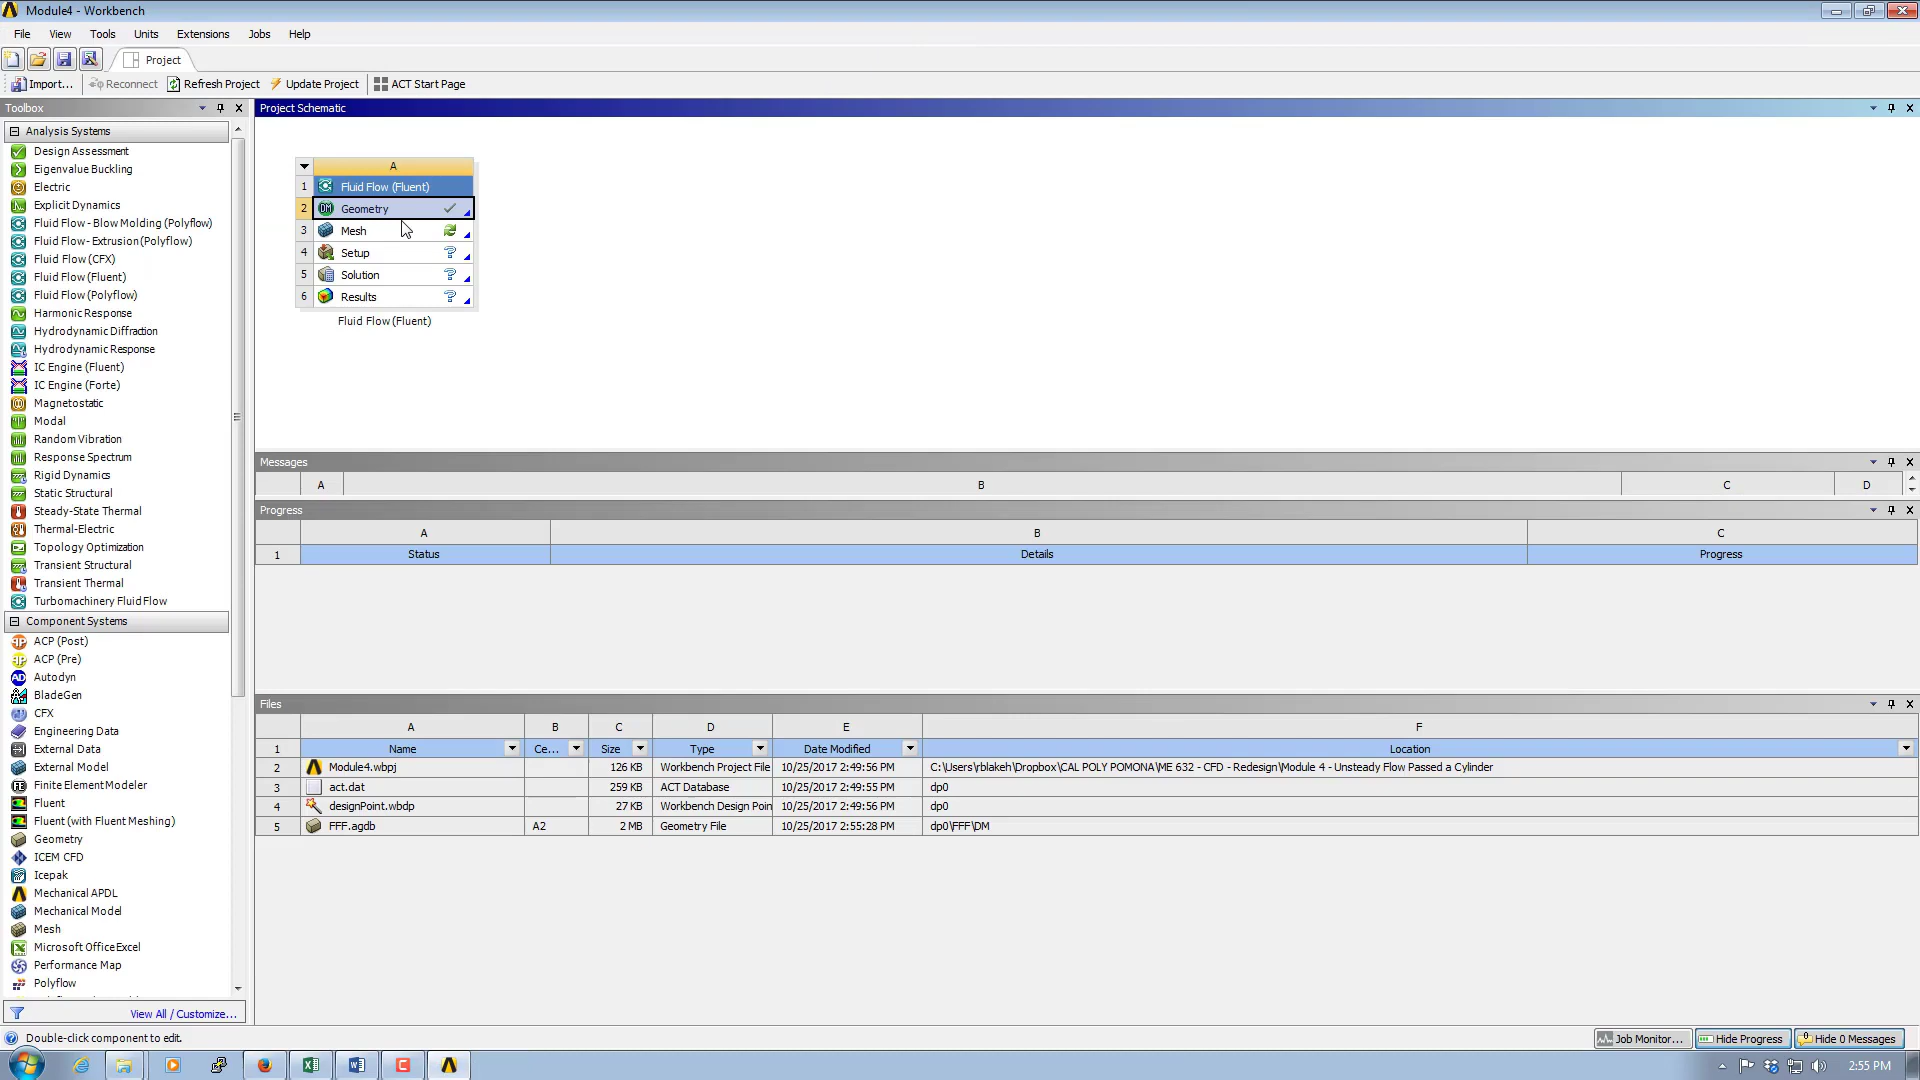 Module4 - Workbench
File View Tools Units Extensions Jobs Help
Project
Import... Reconnect Refresh Project Update Project ACT Start Page
Toolbox
Analysis Systems
Design Assessment
Eigenvalue Buckling
Electric
Explicit Dynamics
Fluid Flow - Blow Molding (Polyflow)
Fluid Flow- Extrusion (Polyflow)
Fluid Flow (CFX)
Fluid Flow (Fluent)
Fluid Flow (Polyflow)
Harmonic Response
Hydrodynamic Diffraction
Hydrodynamic Response
IC Engine (Fluent)
IC Engine (Forte)
Magnetostatic
Modal
Random Vibration
Response Spectrum
Rigid Dynamics
Static Structural
Steady-State Thermal
Thermal-Electric
Topology Optimization
Transient Structural
Transient Thermal
Turbomachinery Fluid Flow
Component Systems
ACP (Post)
ACP (Pre)
Autodyn
BladeGen
CFX
Engineering Data
External Data
External Model
Finite Element Modeler
Fluent
Fluent (with Fluent Meshing)
Geometry
ICEM CFD
Icepak
Mechanical APDL
Mechanical Model
Mesh
Microsoft Office Excel
Performance Map
Polyflow
View All / Customize...
Project Schematic
A
1 Fluid Flow (Fluent)
2 DM Geometry
3 Mesh
4 Setup ?
5 Solution ?
6 Results ?
Fluid Flow (Fluent)
Messages
A B C D
Progress
A B C
1 Status Details Progress
Files
A B C D E F
1 Name Ce... Size Type Date Modified Location
2 Module4.wbpj 126 KB Workbench Project File 10/25/2017 2:49:56 PM C:\Users\rblakeh\Dropbox\CAL POLY POMONA\ME 632 - CFD - Redesign\Module 4 - Unsteady Flow Passed a Cylinder
3 act.dat 259 KB ACT Database 10/25/2017 2:49:55 PM dp0
4 designPoint.wbdp 27 KB Workbench Design Poin 10/25/2017 2:49:56 PM dp0
5 FFF.agdb A2 2 MB Geometry File 10/25/2017 2:55:28 PM dp0\FFF\DM
Double-click component to edit.
Job Monitor... Hide Progress Hide 0 Messages
2:55 PM